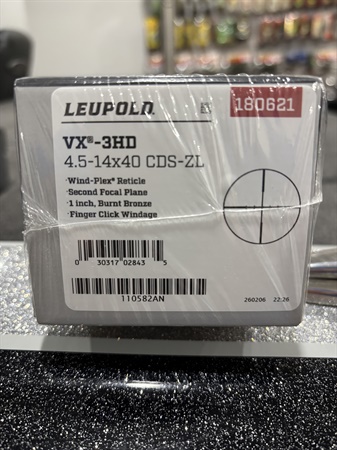 LEUPOLD
180621
VX®-3HD
4.5-14x40 CDS-ZL
•Wind-Plex® Reticle
•Second Focal Plane
•1 inch, Burnt Bronze
•Finger Click Windage
0 30317 02843 5
110582AN
260206 22:26